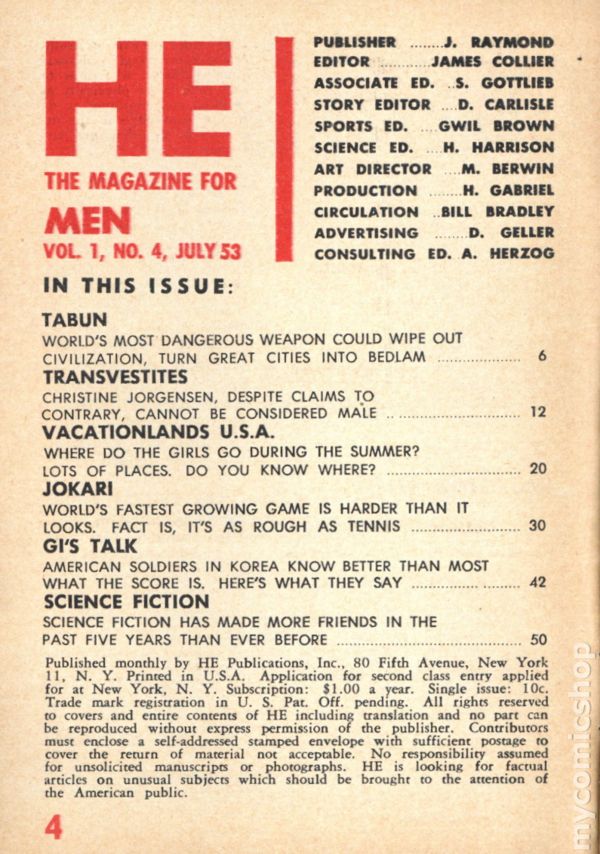 HE
THE MAGAZINE FOR
MEN
VOL. 1, NO. 4, JULY 53
PUBLISHER ........J. RAYMOND
EDITOR ............JAMES COLLIER
ASSOCIATE ED. ..S. GOTTLIEB
STORY EDITOR ...D. CARLISLE
SPORTS ED. ....GWIL BROWN
SCIENCE ED. ...H. HARRISON
ART DIRECTOR ....M. BERWIN
PRODUCTION ........H. GABRIEL
CIRCULATION ..BILL BRADLEY
ADVERTISING ........D. GELLER
CONSULTING ED. A. HERZOG
IN THIS ISSUE:
TABUN
WORLD'S MOST DANGEROUS WEAPON COULD WIPE OUT
CIVILIZATION, TURN GREAT CITIES INTO BEDLAM .................... 6
TRANSVESTITES
CHRISTINE JORGENSEN, DESPITE CLAIMS TO
CONTRARY, CANNOT BE CONSIDERED MALE .. ............................ 12
VACATIONLANDS U.S.A.
WHERE DO THE GIRLS GO DURING THE SUMMER?
LOTS OF PLACES. DO YOU KNOW WHERE? ................................ 20
JOKARI
WORLD'S FASTEST GROWING GAME IS HARDER THAN IT
LOOKS. FACT IS, IT'S AS ROUGH AS TENNIS .......................... 30
GI'S TALK
AMERICAN SOLDIERS IN KOREA KNOW BETTER THAN MOST
WHAT THE SCORE IS. HERE'S WHAT THEY SAY ................ ......... 42
SCIENCE FICTION
SCIENCE FICTION HAS MADE MORE FRIENDS IN THE
PAST FIVE YEARS THAN EVER BEFORE ............................................ 50
Published monthly by HE Publications, Inc., 80 Fifth Avenue, New York
11, N. Y. Printed in U.S.A. Application for second class entry applied
for at New York, N. Y. Subscription: $1.00 a year. Single issue: 10c.
Trade mark registration in U. S. Pat. Off. pending. All rights reserved
to covers and entire contents of HE including translation and no part can
be reproduced without express permission of the publisher. Contributors
must enclose a self-addressed stamped envelope with sufficient postage to
cover the return of material not acceptable. No responsibility assumed
for unsolicited manuscripts or photographs. HE is looking for factual
articles on unusual subjects which should be brought to the attention of
the American public.
4
mycomicshop